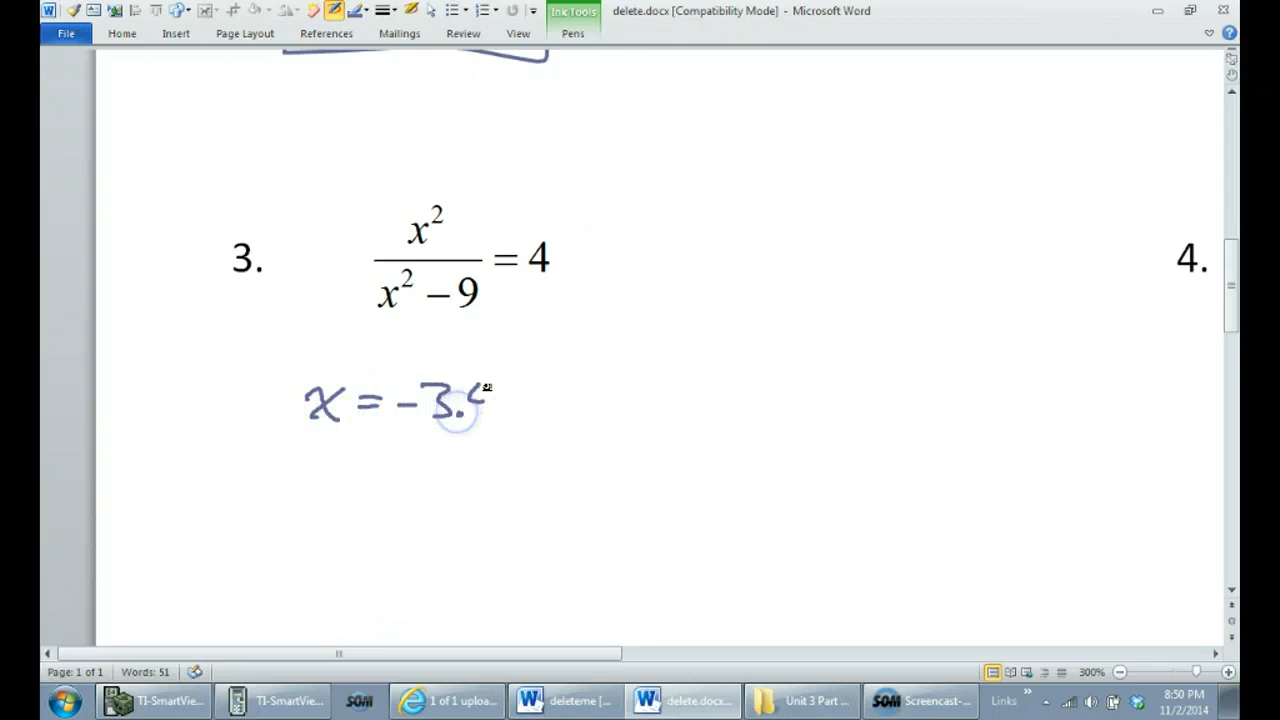 Ink Tools
delete.docx [Compatibility Mode] - Microsoft Word
File Home Insert Page Layout References Mailings Review View Pens
3. x² / (x² − 9) = 4
4.
x = -3.
Page: 1 of 1 Words: 51 300%
TI-SmartVie... TI-SmartVie... SOM 1 of 1 uploa... deleteme [... delete.docx... Unit 3 Part ... SOM Screencast-... Links » 8:50 PM
11/2/2014